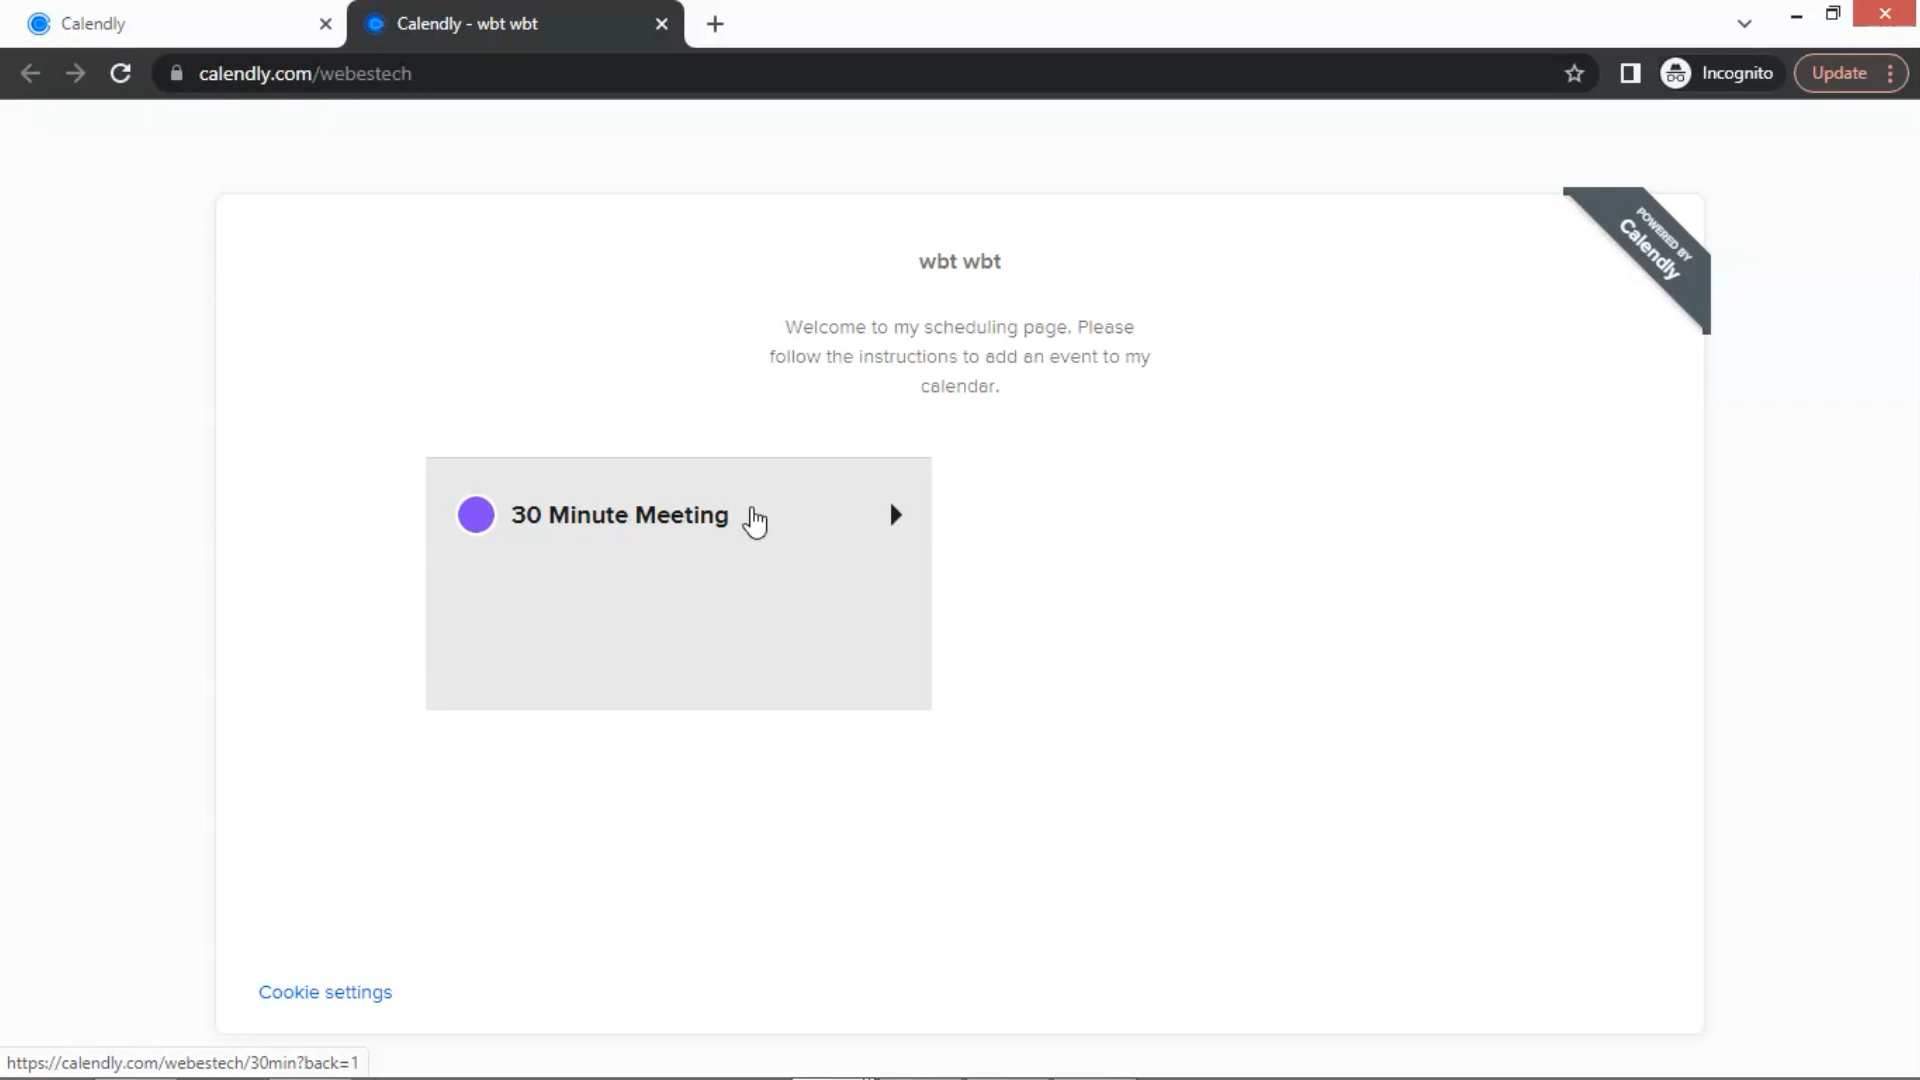 Calendly
Calendly - wbt wbt
calendly.com/webestech
Incognito
Update
POWERED BY
Calendly
wbt wbt
Welcome to my scheduling page. Please
follow the instructions to add an event to my
calendar.
30 Minute Meeting
Cookie settings
https://calendly.com/webestech/30min?back=1